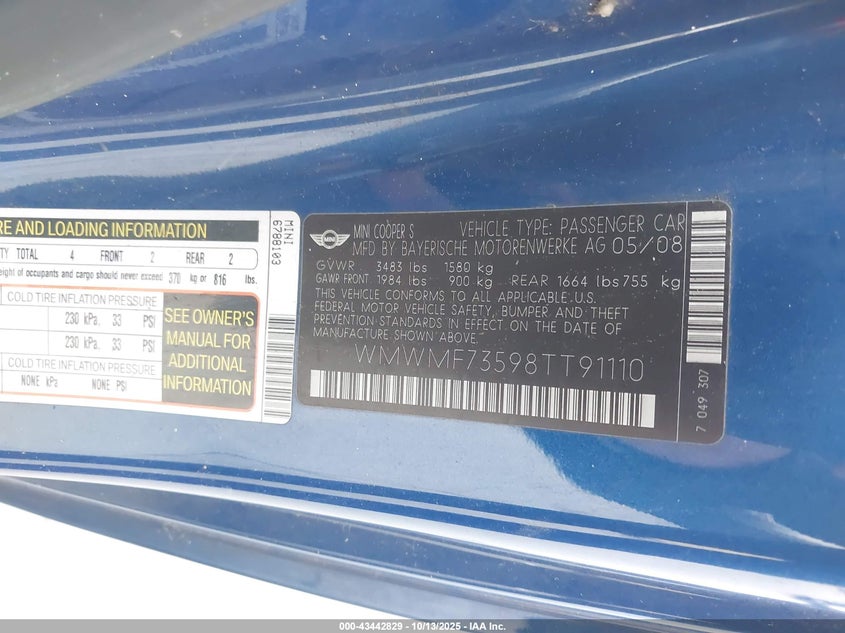 RE AND LOADING INFORMATION
TOTAL 4 FRONT 2 REAR 2
eight of occupants and cargo should never exceed 370 kg or 816 lbs.
COLD TIRE INFLATION PRESSURE
230 kPa, 33 PSI
230 kPa, 33 PSI
COLD TIRE INFLATION PRESSURE
NONE kPa NONE PSI
SEE OWNER'S
MANUAL FOR
ADDITIONAL
INFORMATION
MINI
6788103
MINI
MINI COOPER S VEHICLE TYPE: PASSENGER CAR
MFD BY BAYERISCHE MOTORENWERKE AG 05/08
GVWR 3483 lbs 1580 kg
GAWR FRONT 1984 lbs 900 kg REAR 1664 lbs 755 kg
THIS VEHICLE CONFORMS TO ALL APPLICABLE U.S.
FEDERAL MOTOR VEHICLE SAFETY, BUMPER AND THEFT
PREVENTION STANDARDS IN EFFECT ON THE DATE OF
MANUFACTURE SHOWN ABOVE.
WMWMF73598TT91110
7 049 307
000-43442829 - 10/13/2025 - IAA Inc.